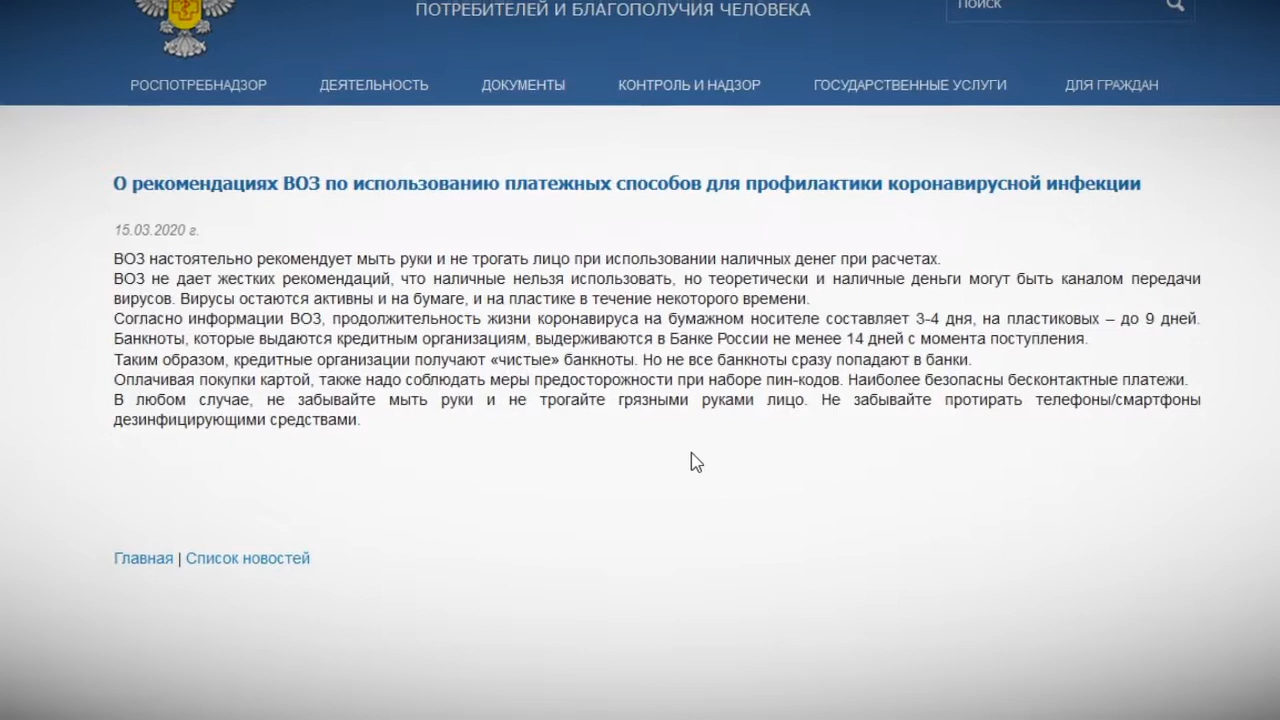 ПОТРЕБИТЕЛЕЙ И БЛАГОПОЛУЧИЯ ЧЕЛОВЕКА
Поиск
РОСПОТРЕБНАДЗОР ДЕЯТЕЛЬНОСТЬ ДОКУМЕНТЫ КОНТРОЛЬ И НАДЗОР ГОСУДАРСТВЕННЫЕ УСЛУГИ ДЛЯ ГРАЖДАН
О рекомендациях ВОЗ по использованию платежных способов для профилактики коронавирусной инфекции
15.03.2020 г.
ВОЗ настоятельно рекомендует мыть руки и не трогать лицо при использовании наличных денег при расчетах.
ВОЗ не дает жестких рекомендаций, что наличные нельзя использовать, но теоретически и наличные деньги могут быть каналом передачи
вирусов. Вирусы остаются активны и на бумаге, и на пластике в течение некоторого времени.
Согласно информации ВОЗ, продолжительность жизни коронавируса на бумажном носителе составляет 3-4 дня, на пластиковых – до 9 дней.
Банкноты, которые выдаются кредитным организациям, выдерживаются в Банке России не менее 14 дней с момента поступления.
Таким образом, кредитные организации получают «чистые» банкноты. Но не все банкноты сразу попадают в банки.
Оплачивая покупки картой, также надо соблюдать меры предосторожности при наборе пин-кодов. Наиболее безопасны бесконтактные платежи.
В любом случае, не забывайте мыть руки и не трогайте грязными руками лицо. Не забывайте протирать телефоны/смартфоны
дезинфицирующими средствами.
Главная | Список новостей